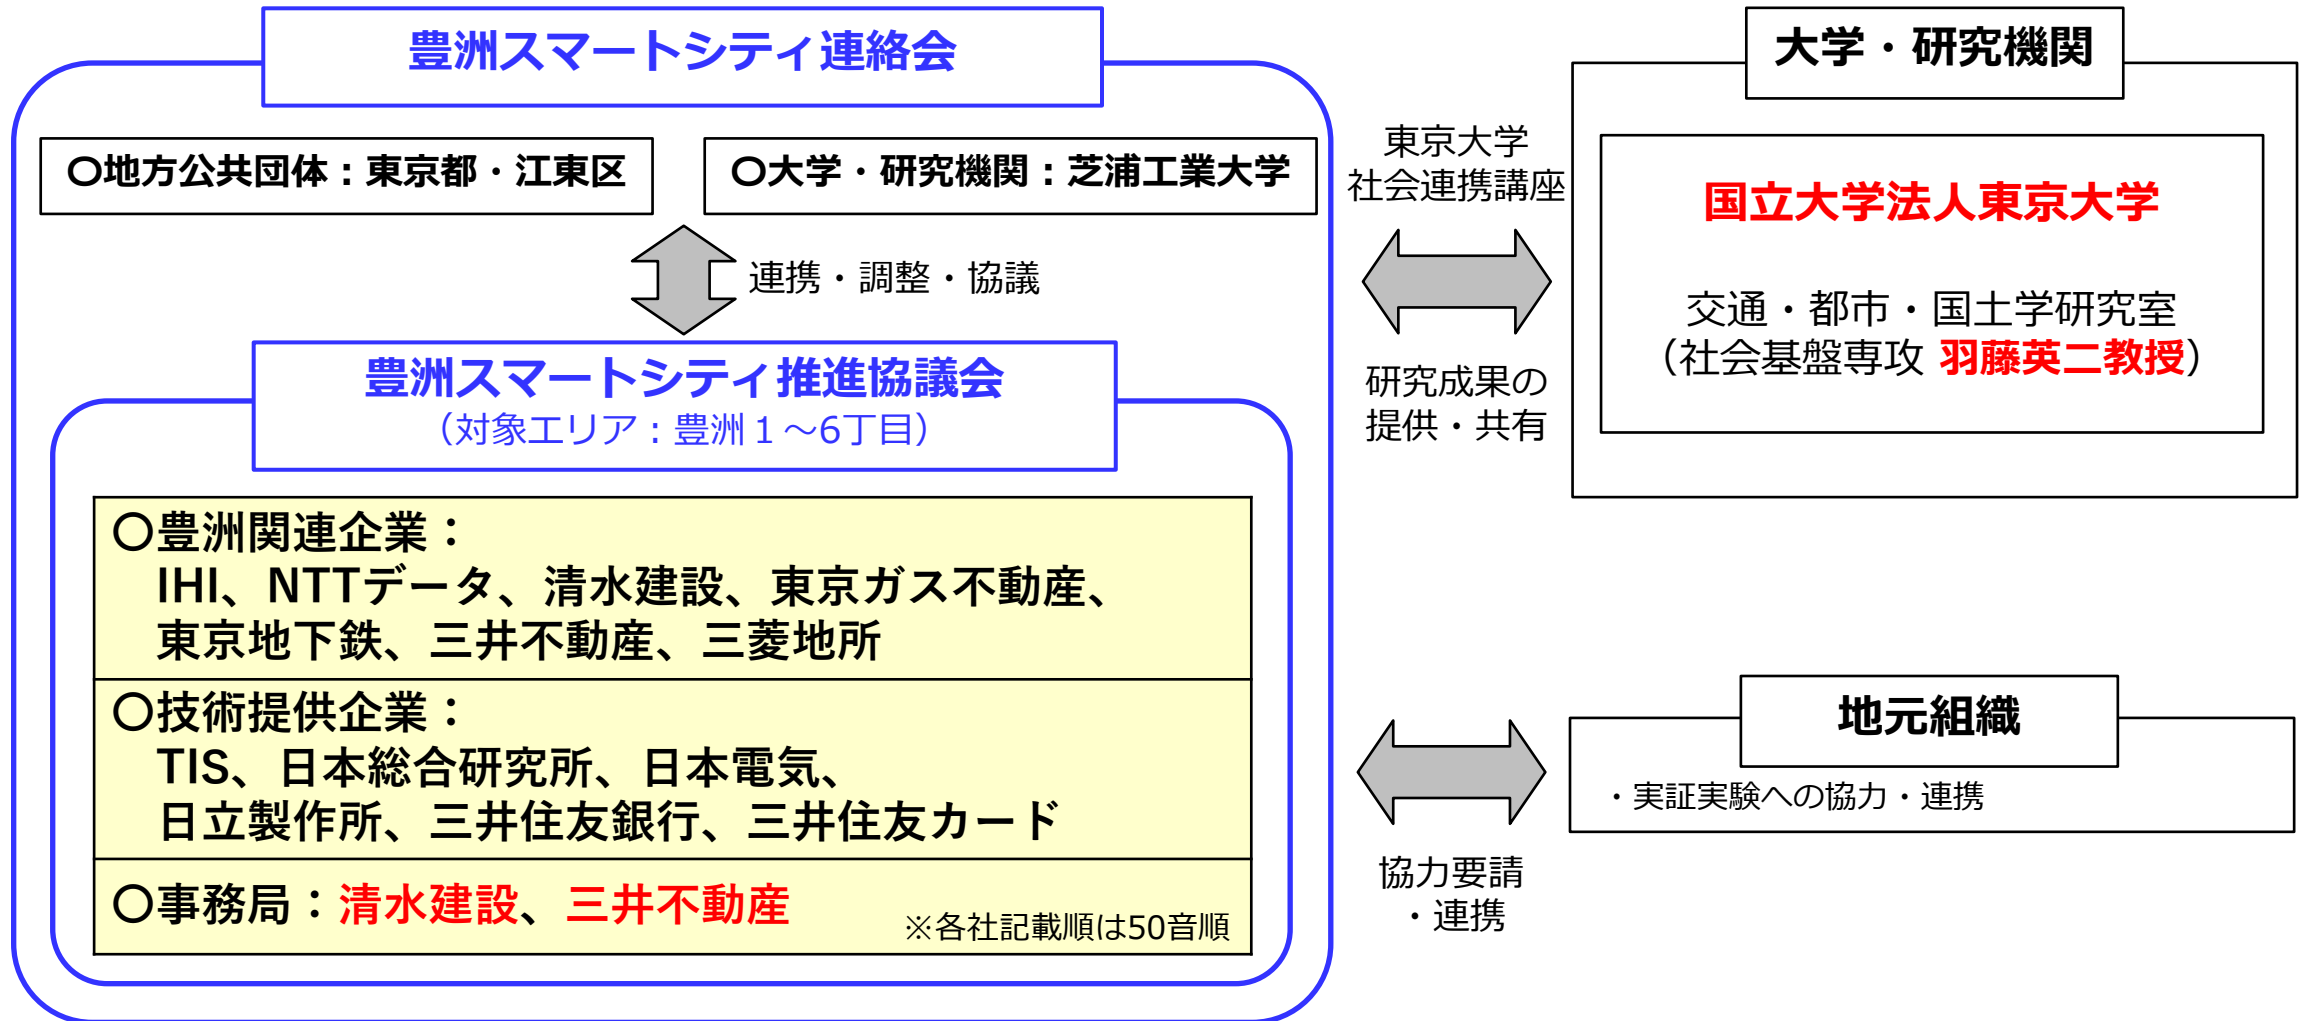 豊洲スマートシティ連絡会
〇地方公共団体：東京都・江東区
〇大学・研究機関：芝浦工業大学
連携・調整・協議
豊洲スマートシティ推進協議会
（対象エリア：豊洲１～6丁目）
〇豊洲関連企業：
IHI、NTTデータ、清水建設、東京ガス不動産、
東京地下鉄、三井不動産、三菱地所
〇技術提供企業：
TIS、日本総合研究所、日本電気、
日立製作所、三井住友銀行、三井住友カード
〇事務局：清水建設、三井不動産
※各社記載順は50音順
東京大学
社会連携講座
研究成果の
提供・共有
大学・研究機関
国立大学法人東京大学
交通・都市・国土学研究室
（社会基盤専攻 羽藤英二教授）
協力要請
・連携
地元組織
・実証実験への協力・連携